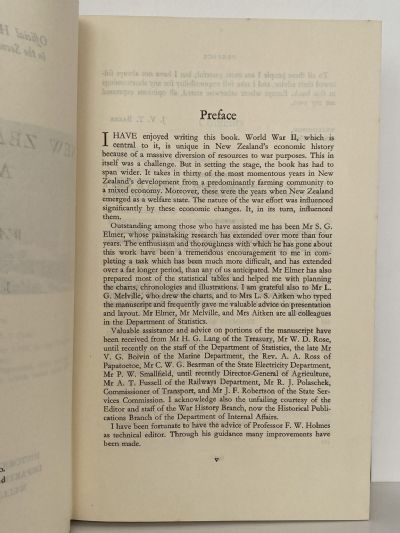 Preface
I HAVE enjoyed writing this book. World War II, which is
central to it, is unique in New Zealand's economic history
because of a massive diversion of resources to war purposes. This in
itself was a challenge. But in setting the stage, the book has had to
span wider. It takes in thirty of the most momentous years in New
Zealand's development from a predominantly farming community to
a mixed economy. Moreover, these were the years when New Zealand
emerged as a welfare state. The nature of the war effort was influenced
significantly by these economic changes. It, in its turn, influenced
them.
Outstanding among those who have assisted me has been Mr S. G.
Elmer, whose painstaking research has extended over more than four
years. The enthusiasm and thoroughness with which he has gone about
this work have been a tremendous encouragement to me in com-
pleting a task which has been much more difficult, and has extended
over a far longer period, than any of us anticipated. Mr Elmer has also
prepared most of the statistical tables and helped me with planning
the charts, chronologies and illustrations. I am grateful also to Mr L.
G. Melville, who drew the charts, and to Mrs L. S. Aitken who typed
the manuscript and frequently gave me valuable advice on presentation
and layout. Mr Elmer, Mr Melville, and Mrs Aitken are all colleagues
in the Department of Statistics.
Valuable assistance and advice on portions of the manuscript have
been received from Mr H. G. Lang of the Treasury, Mr W. D. Rose,
until recently on the staff of the Department of Statistics, the late Mr
V. G. Boivin of the Marine Department, the Rev. A. A. Ross of
Papatoetoe, Mr C. W. G. Bearman of the State Electricity Department,
Mr P. W. Smallfield, until recently Director-General of Agriculture,
Mr A. T. Fussell of the Railways Department, Mr R. J. Polaschek,
Commissioner of Transport, and Mr J. F. Robertson of the State Ser-
vices Commission. I acknowledge also the unfailing courtesy of the
Editor and staff of the War History Branch, now the Historical Publi-
cations Branch of the Department of Internal Affairs.
I have been fortunate to have the advice of Professor F. W. Holmes
as technical editor. Through his guidance many improvements have
been made.
v